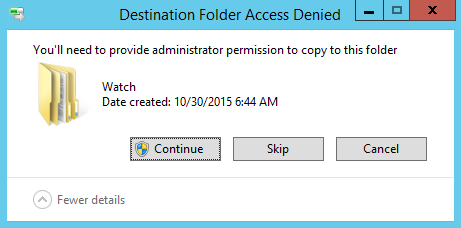 Destination Folder Access Denied
You'll need to provide administrator permission to copy to this folder
Watch
Date created: 10/30/2015 6:44 AM
Continue Skip Cancel
Fewer details